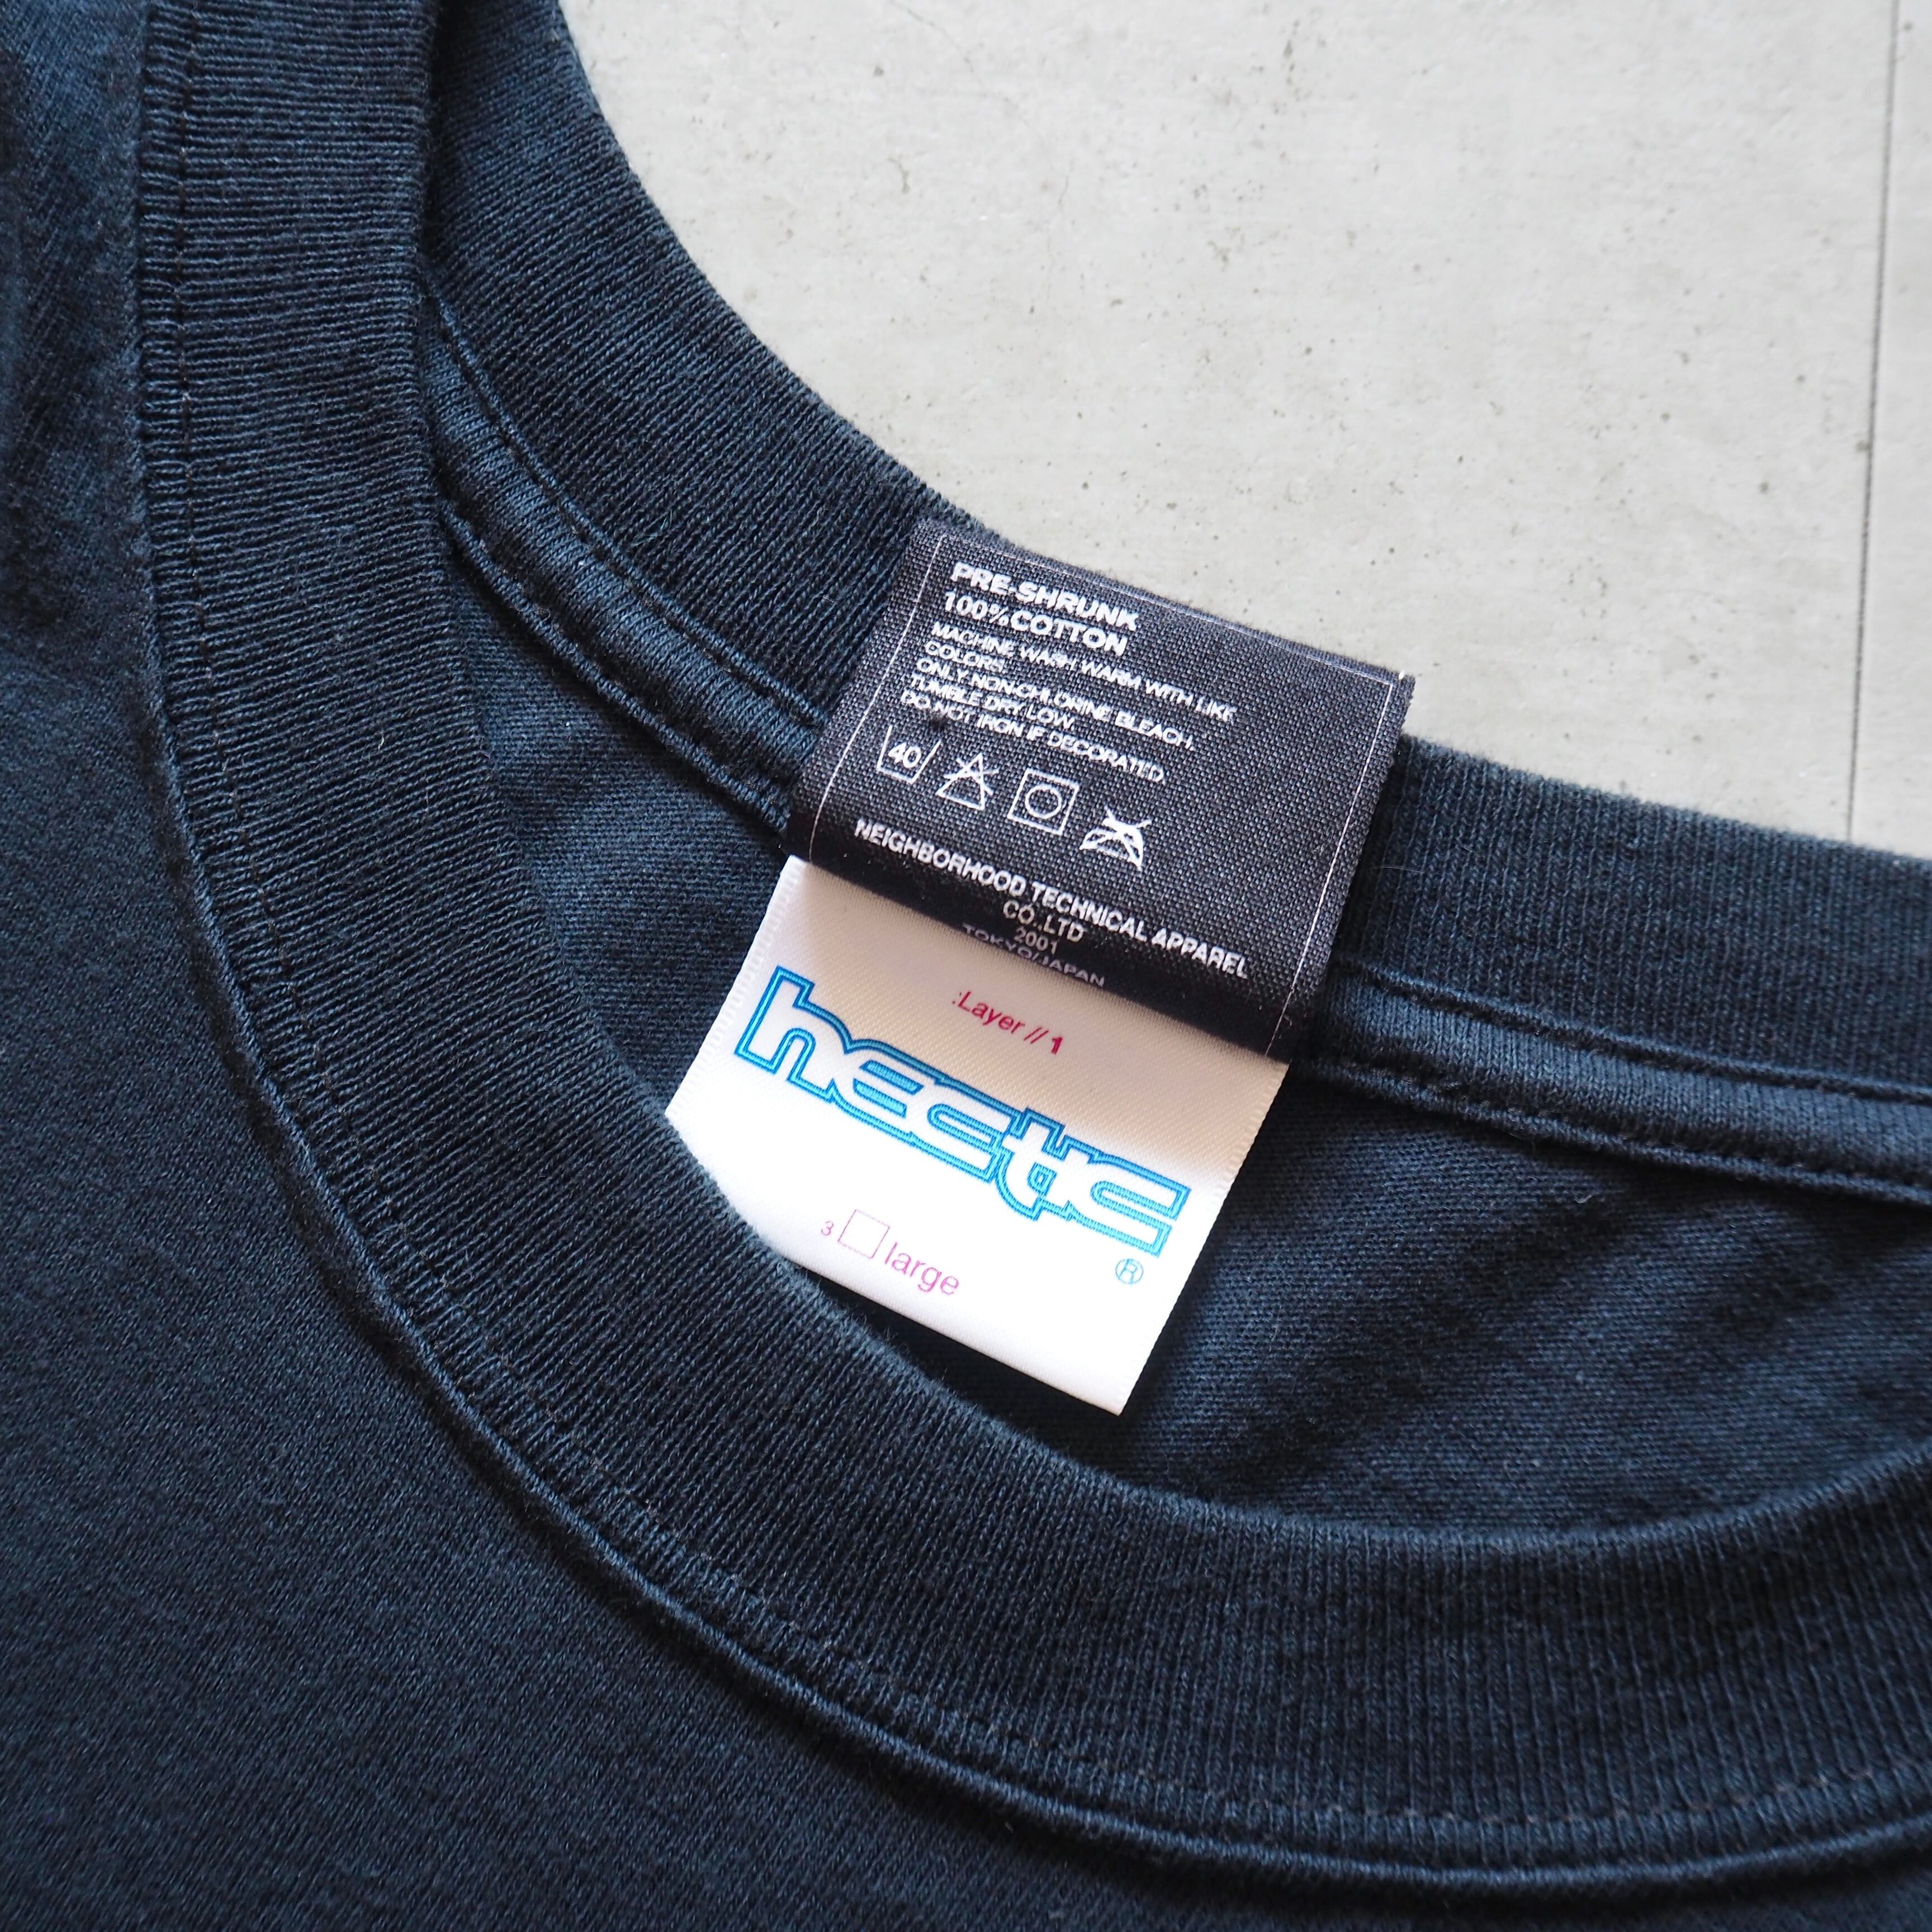 PRE-SHRUNK
100%COTTON
MACHINE WASH WARM WITH LIKE
COLORS.
ONLY NON-CHLORINE BLEACH.
TUMBLE DRY LOW.
DO NOT IRON IF DECORATED.
40
NEIGHBORHOOD TECHNICAL APPAREL
CO.,LTD
2001
TOKYO/JAPAN
:Layer // 1
hectic
®
3 large